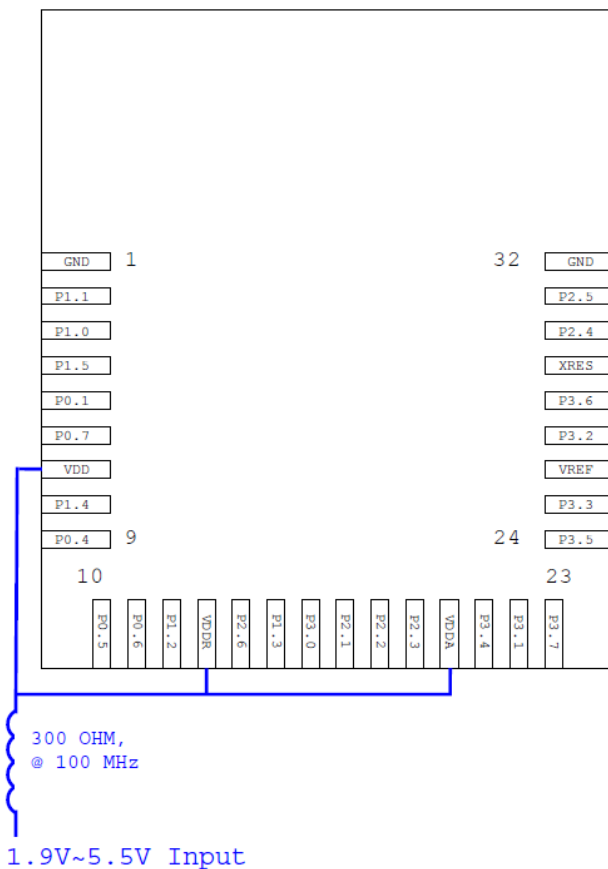 GND 1 32 GND
P1.1 P2.5
P1.0 P2.4
P1.5 XRES
P0.1 P3.6
P0.7 P3.2
VDD VREF
P1.4 P3.3
P0.4 9 24 P3.5
10 23
P0.5 P0.6 P1.2 VDDR P2.6 P1.3 P3.0 P2.1 P2.2 P2.3 VDDA P3.4 P3.1 P3.7
300 OHM,
@ 100 MHz
1.9V~5.5V Input